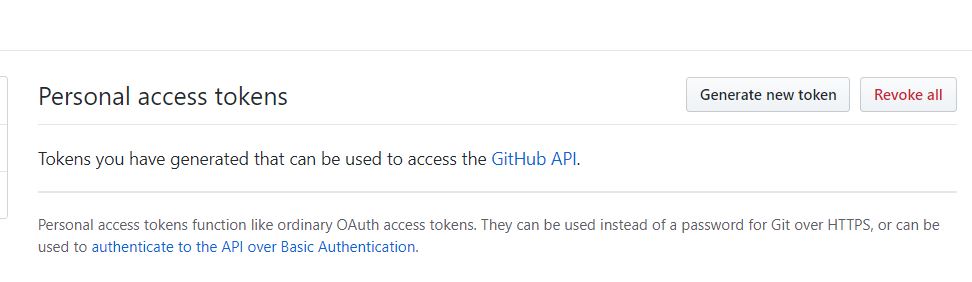 Personal access tokens
Generate new token
Revoke all
Tokens you have generated that can be used to access the GitHub API.
Personal access tokens function like ordinary OAuth access tokens. They can be used instead of a password for Git over HTTPS, or can be
used to authenticate to the API over Basic Authentication.